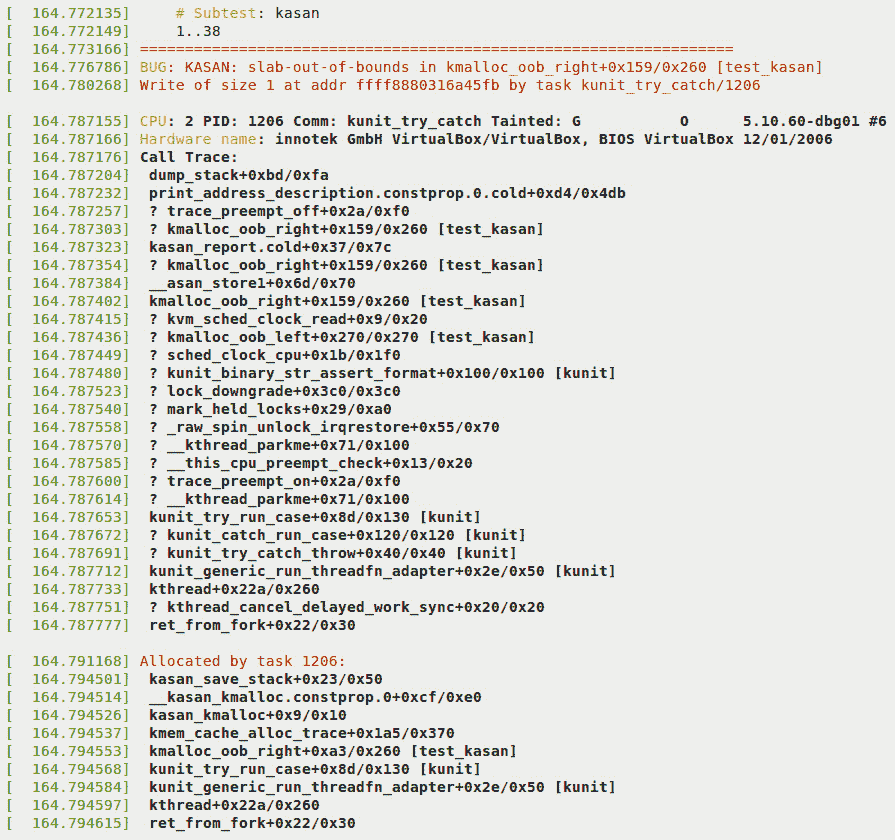 [  164.772135]     # Subtest: kasan
[  164.772149]     1..38
[  164.773166] ==================================================================
[  164.776786] BUG: KASAN: slab-out-of-bounds in kmalloc_oob_right+0x159/0x260 [test_kasan]
[  164.780268] Write of size 1 at addr ffff8880316a45fb by task kunit_try_catch/1206
[  164.787155] CPU: 2 PID: 1206 Comm: kunit_try_catch Tainted: G           O      5.10.60-dbg01 #6
[  164.787166] Hardware name: innotek GmbH VirtualBox/VirtualBox, BIOS VirtualBox 12/01/2006
[  164.787176] Call Trace:
[  164.787204]  dump_stack+0xbd/0xfa
[  164.787232]  print_address_description.constprop.0.cold+0xd4/0x4db
[  164.787257]  ? trace_preempt_off+0x2a/0xf0
[  164.787303]  ? kmalloc_oob_right+0x159/0x260 [test_kasan]
[  164.787323]  kasan_report.cold+0x37/0x7c
[  164.787354]  ? kmalloc_oob_right+0x159/0x260 [test_kasan]
[  164.787384]  __asan_store1+0x6d/0x70
[  164.787402]  kmalloc_oob_right+0x159/0x260 [test_kasan]
[  164.787415]  ? kvm_sched_clock_read+0x9/0x20
[  164.787436]  ? kmalloc_oob_left+0x270/0x270 [test_kasan]
[  164.787449]  ? sched_clock_cpu+0x1b/0x1f0
[  164.787480]  ? kunit_binary_str_assert_format+0x100/0x100 [kunit]
[  164.787523]  ? lock_downgrade+0x3c0/0x3c0
[  164.787540]  ? mark_held_locks+0x29/0xa0
[  164.787558]  ? _raw_spin_unlock_irqrestore+0x55/0x70
[  164.787570]  ? __kthread_parkme+0x71/0x100
[  164.787585]  ? __this_cpu_preempt_check+0x13/0x20
[  164.787600]  ? trace_preempt_on+0x2a/0xf0
[  164.787614]  ? __kthread_parkme+0x71/0x100
[  164.787653]  kunit_try_run_case+0x8d/0x130 [kunit]
[  164.787672]  ? kunit_catch_run_case+0x120/0x120 [kunit]
[  164.787691]  ? kunit_try_catch_throw+0x40/0x40 [kunit]
[  164.787712]  kunit_generic_run_threadfn_adapter+0x2e/0x50 [kunit]
[  164.787733]  kthread+0x22a/0x260
[  164.787751]  ? kthread_cancel_delayed_work_sync+0x20/0x20
[  164.787777]  ret_from_fork+0x22/0x30
[  164.791168] Allocated by task 1206:
[  164.794501]  kasan_save_stack+0x23/0x50
[  164.794514]  __kasan_kmalloc.constprop.0+0xcf/0xe0
[  164.794526]  kasan_kmalloc+0x9/0x10
[  164.794537]  kmem_cache_alloc_trace+0x1a5/0x370
[  164.794553]  kmalloc_oob_right+0xa3/0x260 [test_kasan]
[  164.794568]  kunit_try_run_case+0x8d/0x130 [kunit]
[  164.794584]  kunit_generic_run_threadfn_adapter+0x2e/0x50 [kunit]
[  164.794597]  kthread+0x22a/0x260
[  164.794615]  ret_from_fork+0x22/0x30